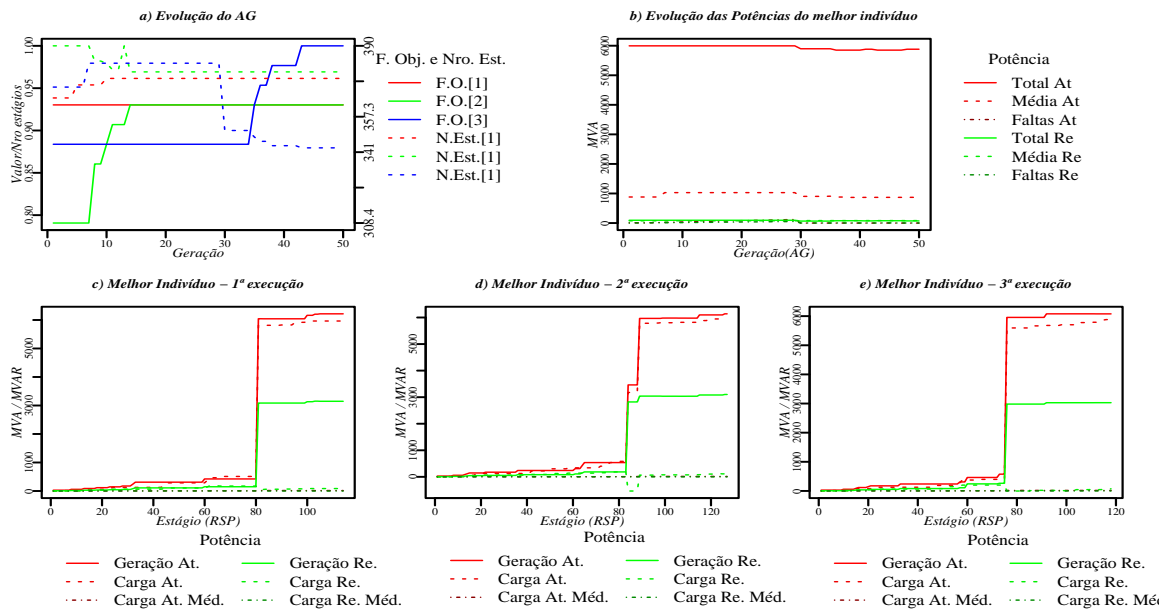 a) Evolução do AG
Valor/Nro estágios
0.80 0.85 0.90 0.95 1.00
308.4 341 357.3 390
0 10 20 30 40 50
Geração
F. Obj. e Nro. Est.
F.O.[1]
F.O.[2]
F.O.[3]
N.Est.[1]
N.Est.[1]
N.Est.[1]
b) Evolução das Potências do melhor indivíduo
MVA
0 1000 2000 3000 4000 5000 6000
0 10 20 30 40 50
Geração(AG)
Potência
Total At
Média At
Faltas At
Total Re
Média Re
Faltas Re
c) Melhor Indivíduo – 1ª execução
MVA / MVAR
0 1000 3000 5000
0 20 40 60 80 100
Estágio (RSP)
Potência
Geração At.
Carga At.
Carga At. Méd.
Geração Re.
Carga Re.
Carga Re. Méd.
d) Melhor Indivíduo – 2ª execução
MVA / MVAR
0 1000 3000 5000
0 20 40 60 80 100 120
Estágio (RSP)
Potência
Geração At.
Carga At.
Carga At. Méd.
Geração Re.
Carga Re.
Carga Re. Méd.
e) Melhor Indivíduo – 3ª execução
MVA / MVAR
0 1000 2000 3000 4000 5000 6000
0 20 40 60 80 100 120
Estágio (RSP)
Potência
Geração At.
Carga At.
Carga At. Méd.
Geração Re.
Carga Re.
Carga Re. Méd